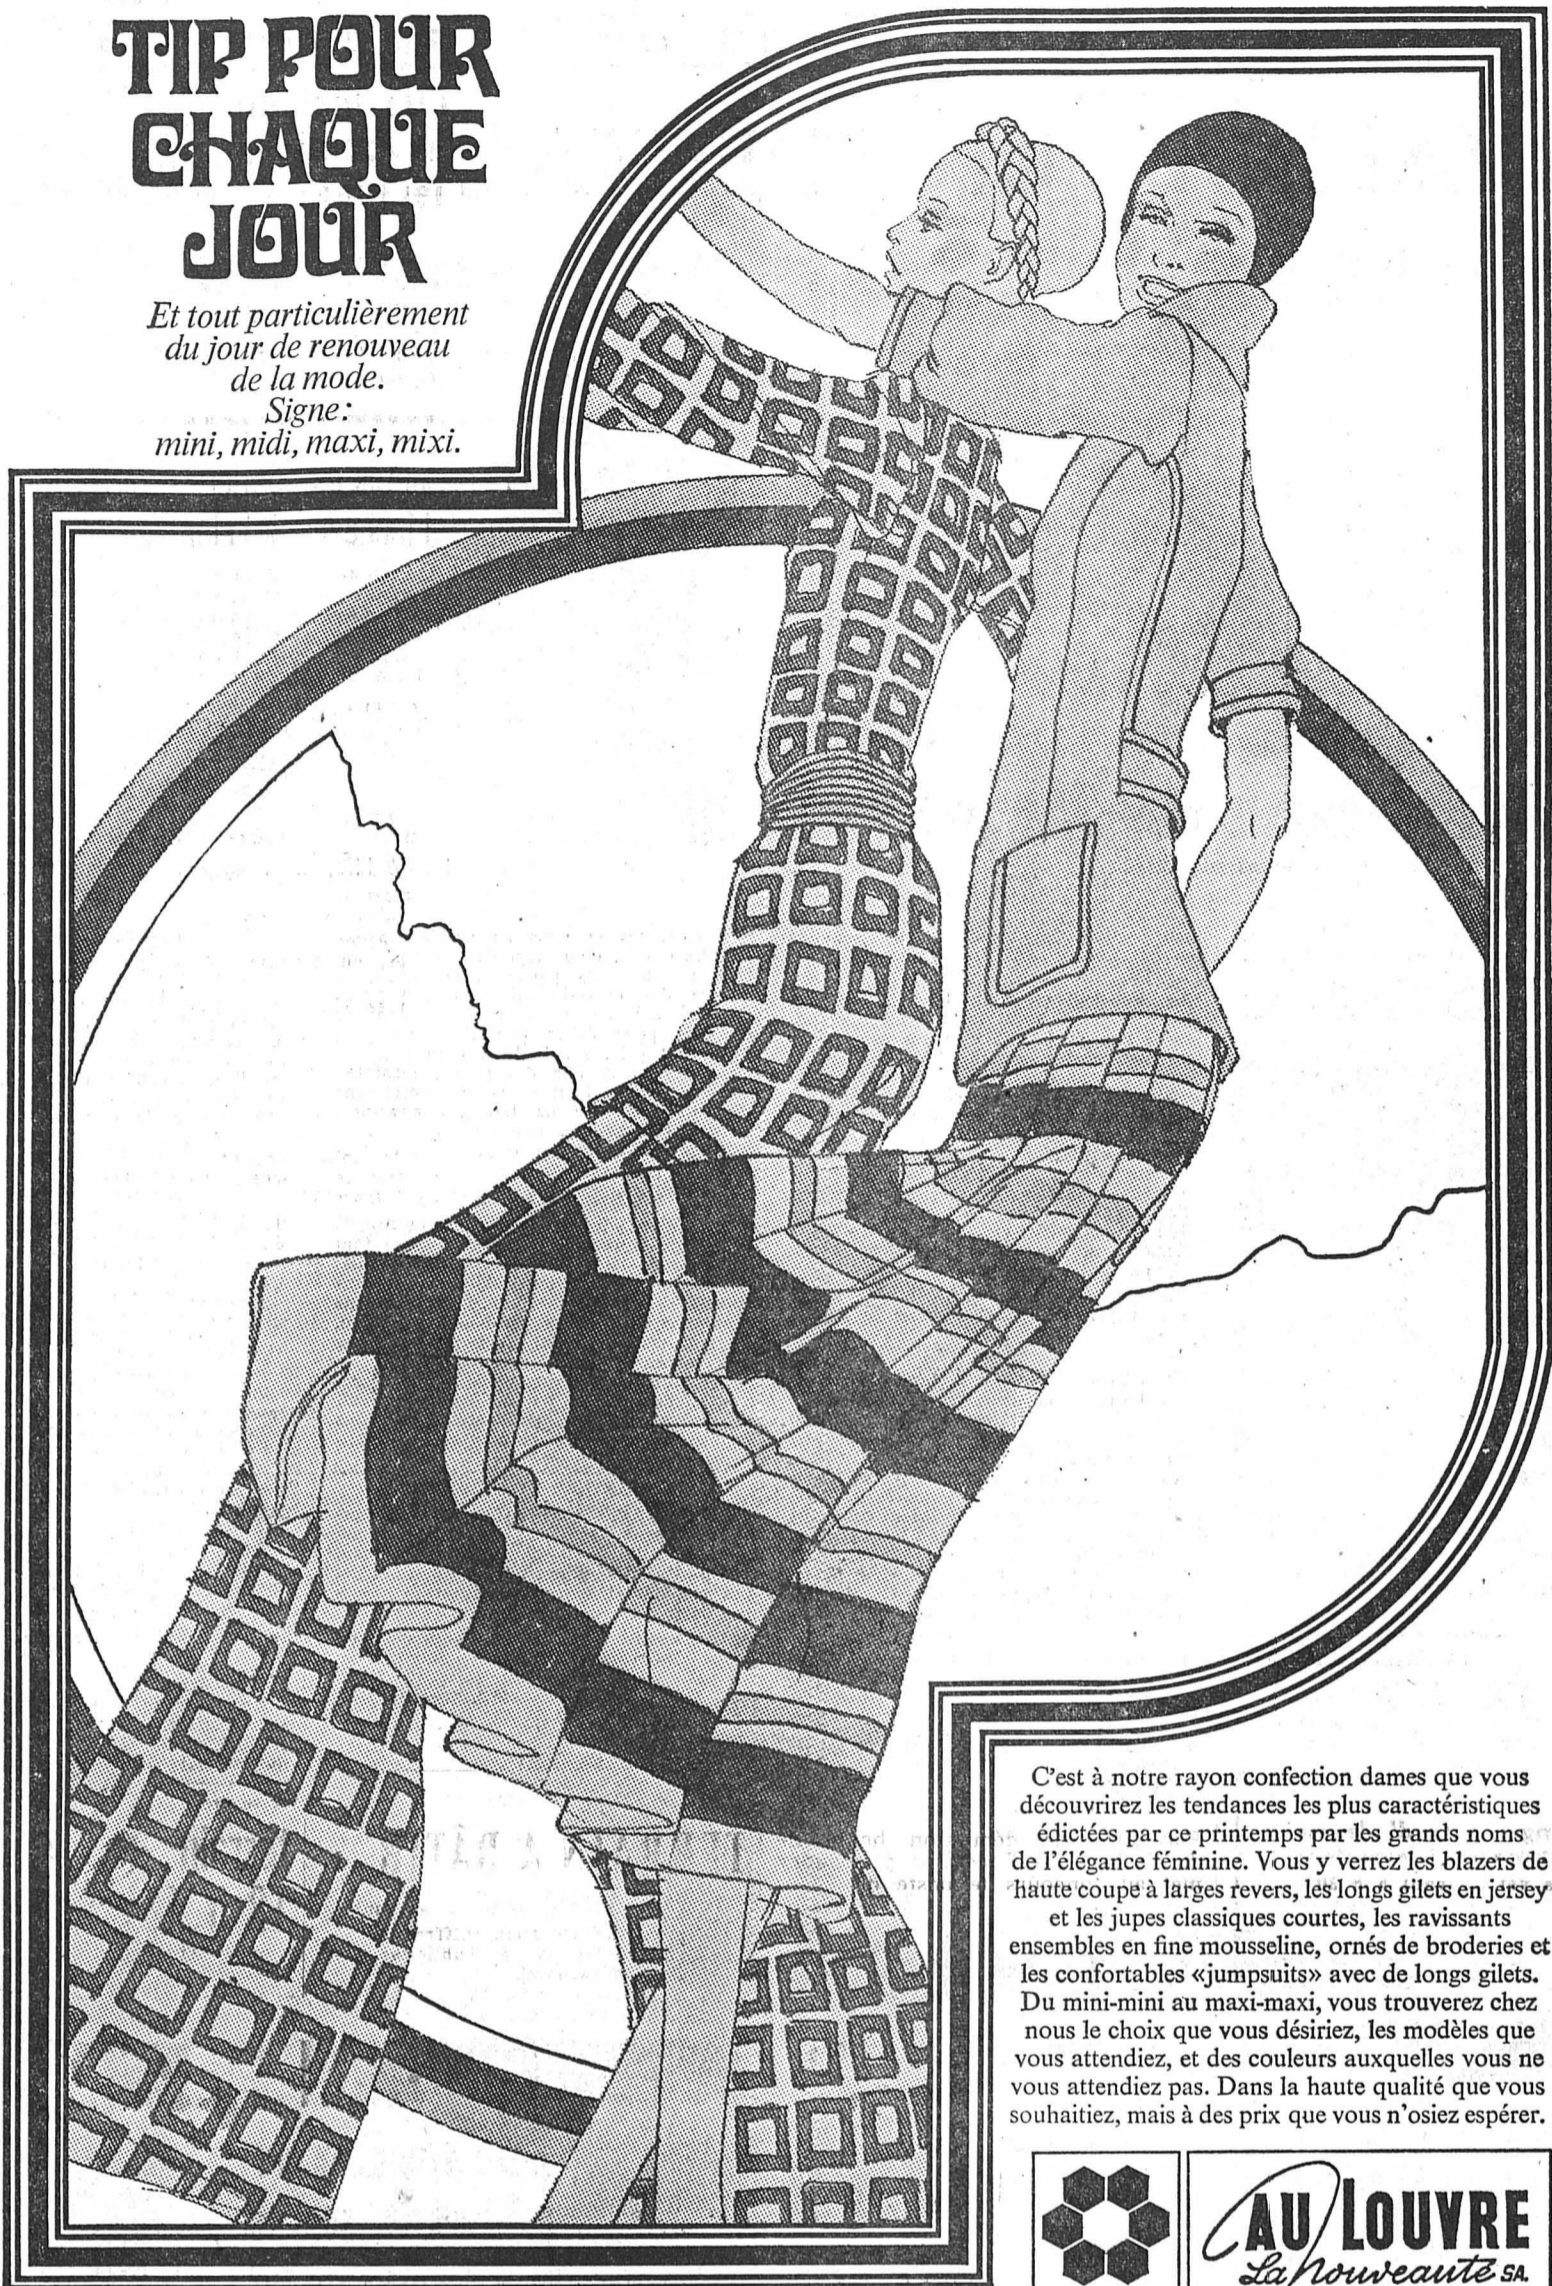 TIP POUR
CHAQUE
JOUR
Et tout particulièrement
du jour de renouveau
de la mode.
Signe:
mini, midi, maxi, mixi.
C'est à notre rayon confection dames que vous
découvrirez les tendances les plus caractéristiques
édictées par ce printemps par les grands noms
de l'élégance féminine. Vous y verrez les blazers de
haute coupe à larges revers, les longs gilets en jersey
et les jupes classiques courtes, les ravissants
ensembles en fine mousseline, ornés de broderies et
les confortables «jumpsuits» avec de longs gilets.
Du mini-mini au maxi-maxi, vous trouverez chez
nous le choix que vous désiriez, les modèles que
vous attendiez, et des couleurs auxquelles vous ne
vous attendiez pas. Dans la haute qualité que vous
souhaitiez, mais à des prix que vous n'osiez espérer.
AU LOUVRE
La Nouveauté SA.